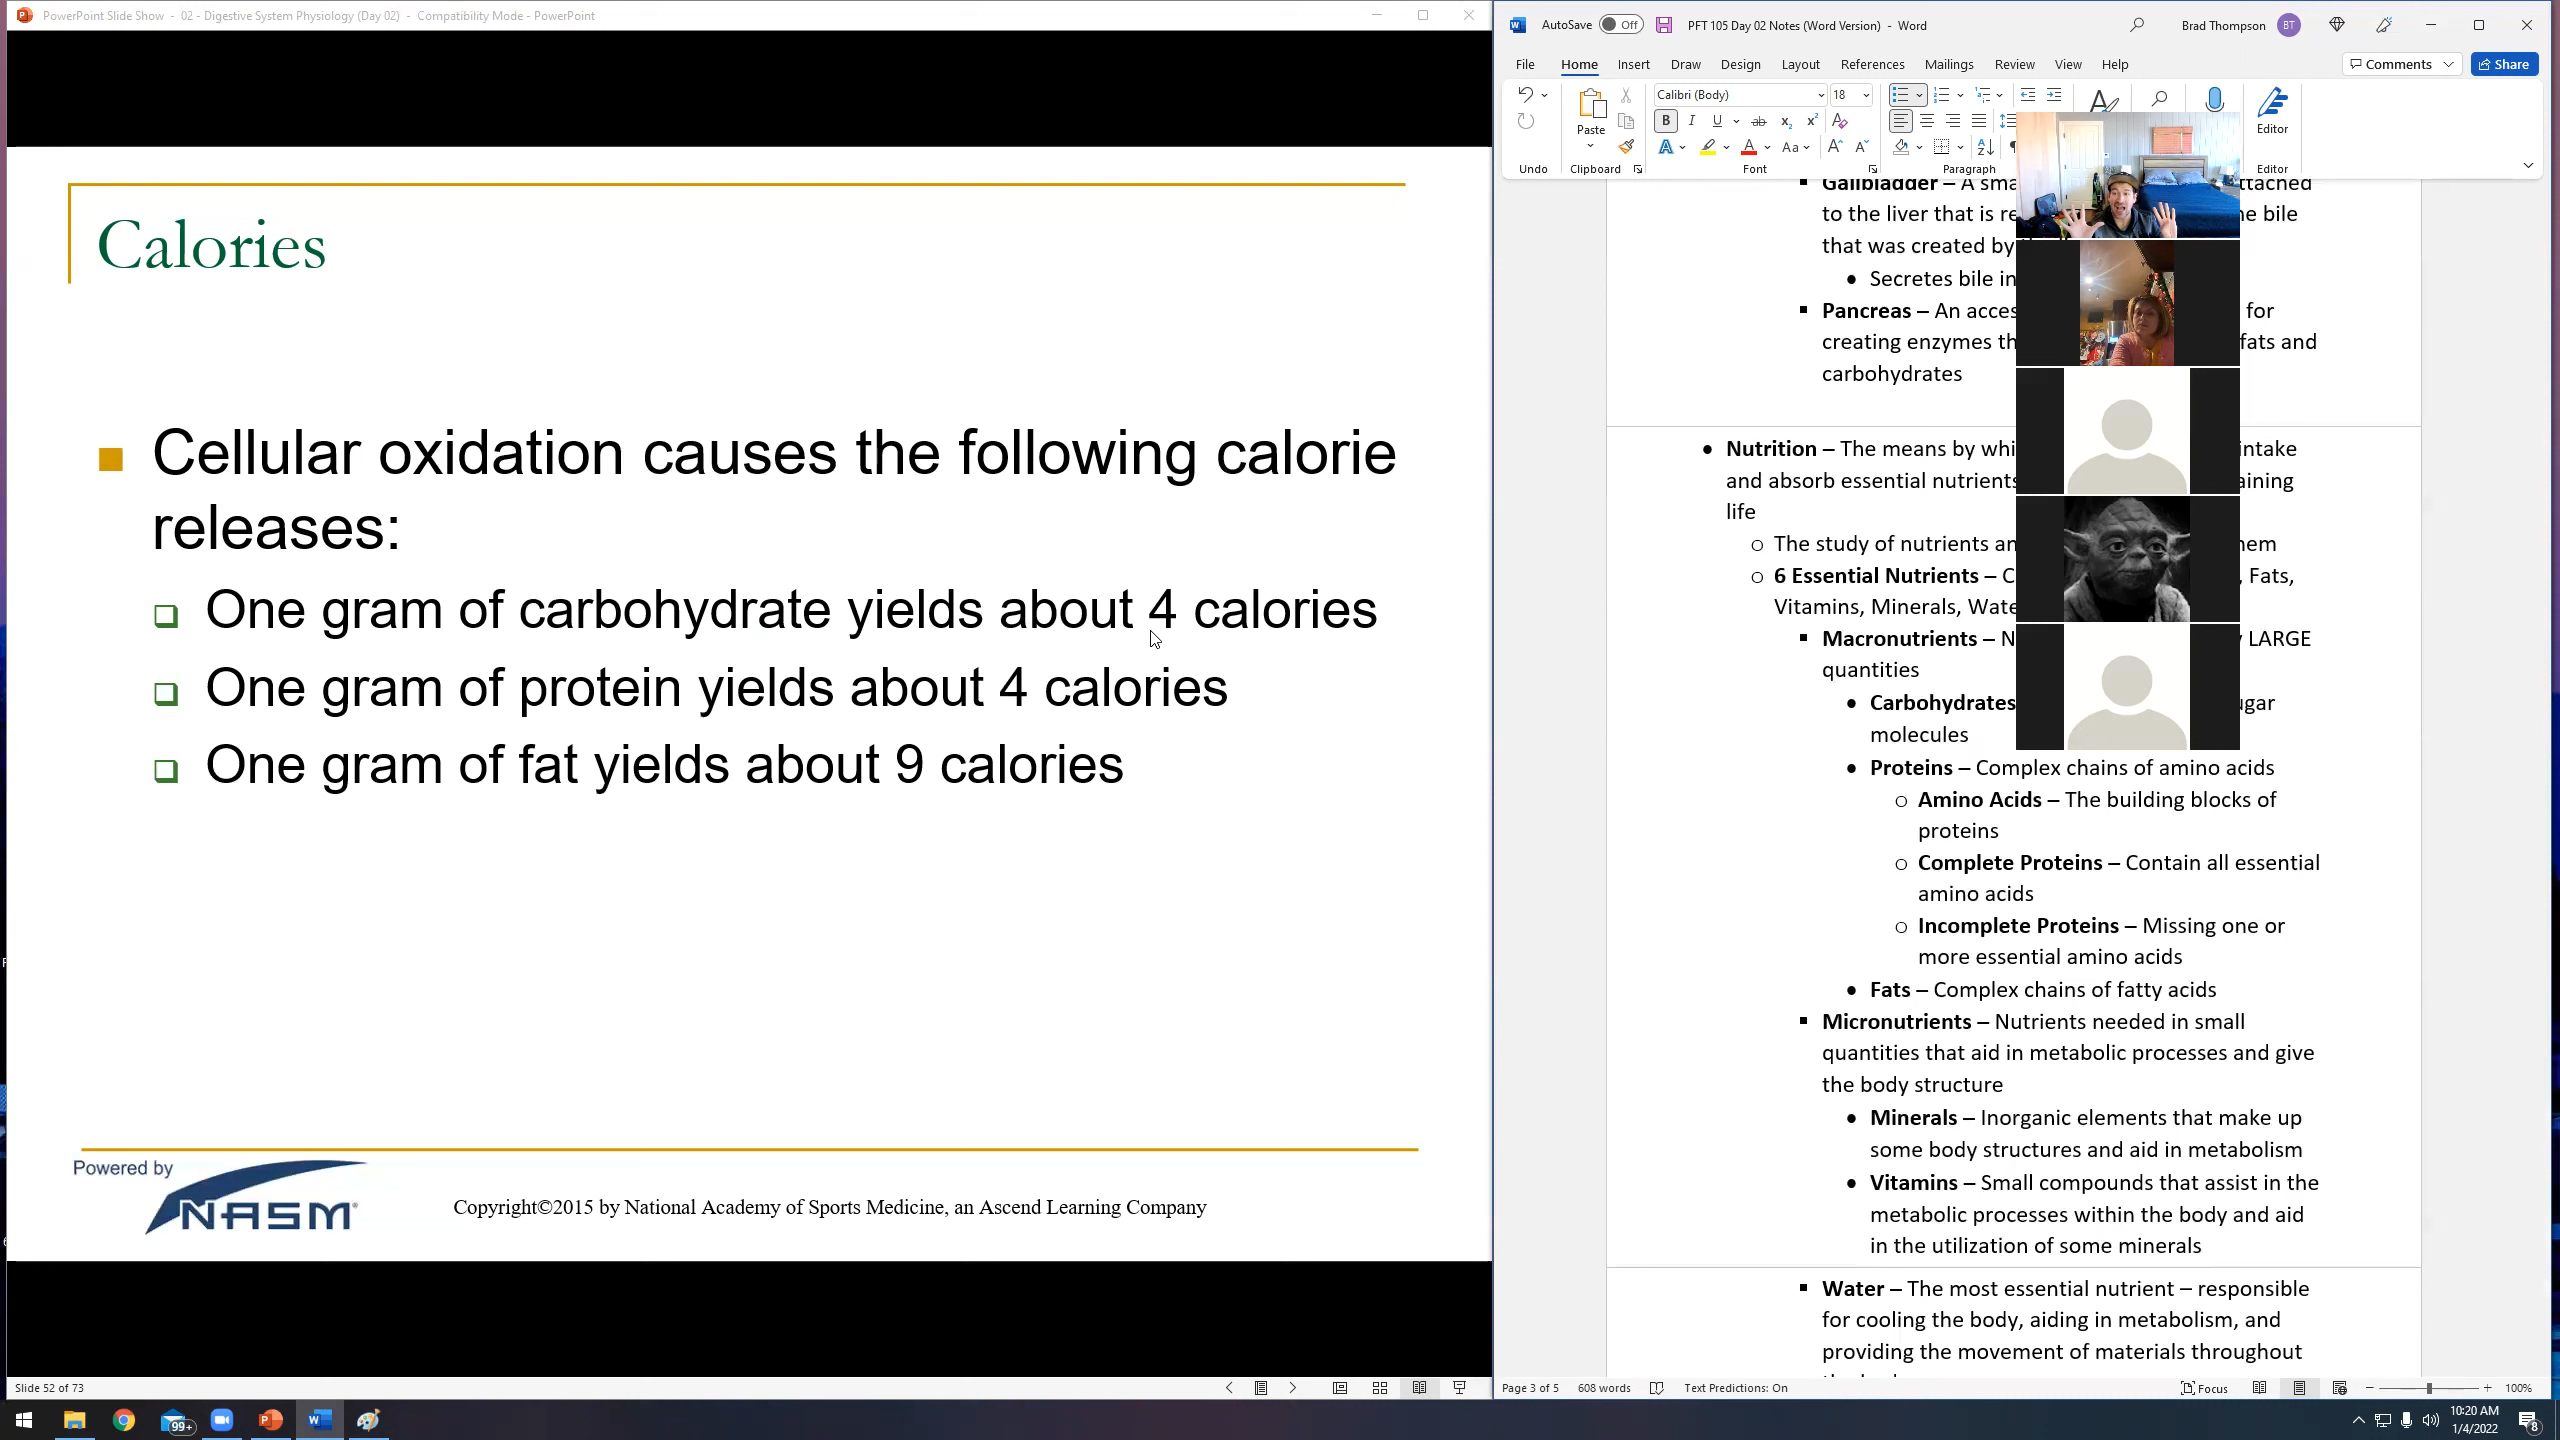 PowerPoint Slide Show - 02 - Digestive System Physiology (Day 02) - Compatibility Mode - PowerPoint
Calories
Cellular oxidation causes the following calorie
releases:
One gram of carbohydrate yields about 4 calories
One gram of protein yields about 4 calories
One gram of fat yields about 9 calories
Powered by
NASM
Copyright©2015 by National Academy of Sports Medicine, an Ascend Learning Company
Slide 52 of 73
AutoSave Off PFT 105 Day 02 Notes (Word Version) - Word Brad Thompson BT
File Home Insert Draw Design Layout References Mailings Review View Help Comments Share
Calibri (Body) 18
Paste Editor
Undo Clipboard Font Paragraph Editor
Gallbladder – A sma ttached
to the liver that is re he bile
that was created by
Secretes bile in
Pancreas – An acces for
creating enzymes th fats and
carbohydrates
Nutrition – The means by whi intake
and absorb essential nutrients aining
life
The study of nutrients an hem
6 Essential Nutrients – C , Fats,
Vitamins, Minerals, Wate
Macronutrients – N y LARGE
quantities
Carbohydrates ugar
molecules
Proteins – Complex chains of amino acids
Amino Acids – The building blocks of
proteins
Complete Proteins – Contain all essential
amino acids
Incomplete Proteins – Missing one or
more essential amino acids
Fats – Complex chains of fatty acids
Micronutrients – Nutrients needed in small
quantities that aid in metabolic processes and give
the body structure
Minerals – Inorganic elements that make up
some body structures and aid in metabolism
Vitamins – Small compounds that assist in the
metabolic processes within the body and aid
in the utilization of some minerals
Water – The most essential nutrient – responsible
for cooling the body, aiding in metabolism, and
providing the movement of materials throughout
Page 3 of 5 608 words Text Predictions: On Focus 100%
99+
10:20 AM
1/4/2022
8